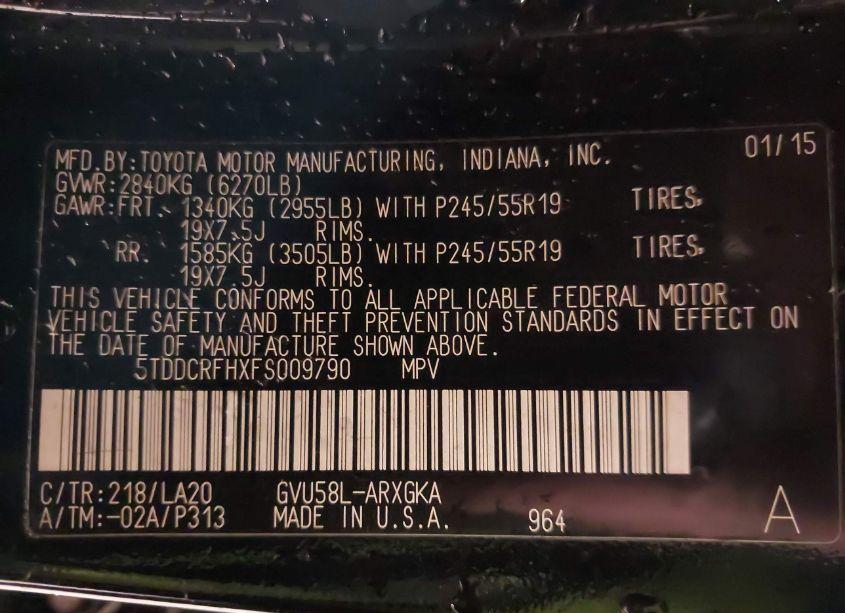 MFD. BY: TOYOTA MOTOR MANUFACTURING, INDIANA, INC. 01/15
GVWR: 2840KG (6270LB)
GAWR: FRT. 1340KG (2955LB) WITH P245/55R19 TIRES,
19X7.5J RIMS.
RR. 1585KG (3505LB) WITH P245/55R19 TIRES,
19X7.5J RIMS.
THIS VEHICLE CONFORMS TO ALL APPLICABLE FEDERAL MOTOR
VEHICLE SAFETY AND THEFT PREVENTION STANDARDS IN EFFECT ON
THE DATE OF MANUFACTURE SHOWN ABOVE.
5TDDCRFHXFS009790 MPV
C/TR: 218/LA20 GVU58L-ARXGKA
A/TM: -02A/P313 MADE IN U.S.A. 964 A